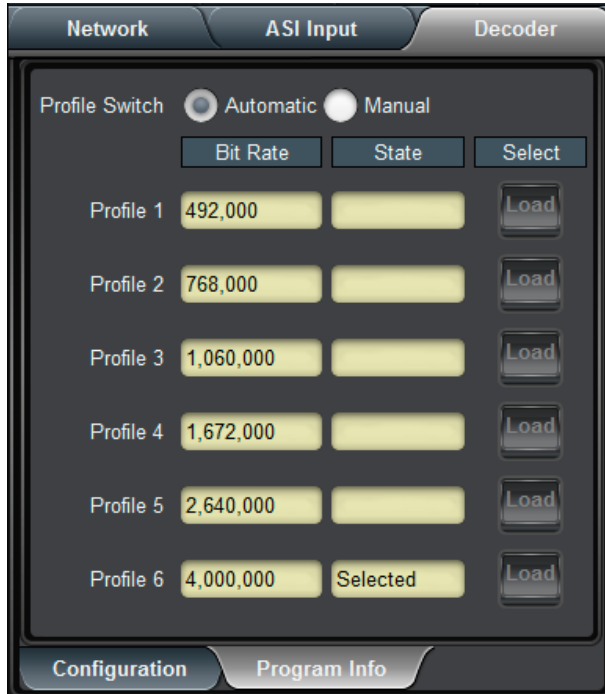 Network ASI Input Decoder
Profile Switch Automatic Manual
Bit Rate State Select
Profile 1 492,000 Load
Profile 2 768,000 Load
Profile 3 1,060,000 Load
Profile 4 1,672,000 Load
Profile 5 2,640,000 Load
Profile 6 4,000,000 Selected Load
Configuration Program Info